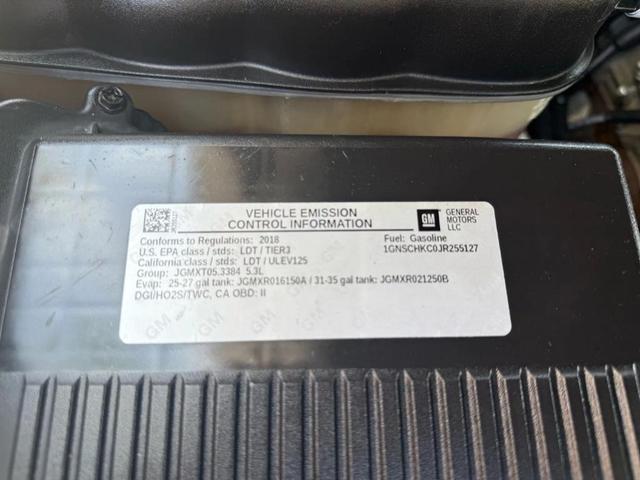 VEHICLE EMISSION
CONTROL INFORMATION
GM
GENERAL
MOTORS
LLC
Conforms to Regulations: 2018
Fuel: Gasoline
U.S. EPA class / stds: LDT / TIER3
1GNSCHKC0JR255127
California class / stds: LDT / ULEV125
Group: JGMXT05.3384 5.3L
Evap: 25-27 gal tank: JGMXR016150A / 31-35 gal tank: JGMXR021250B
DGI/HO2S/TWC, CA OBD: II